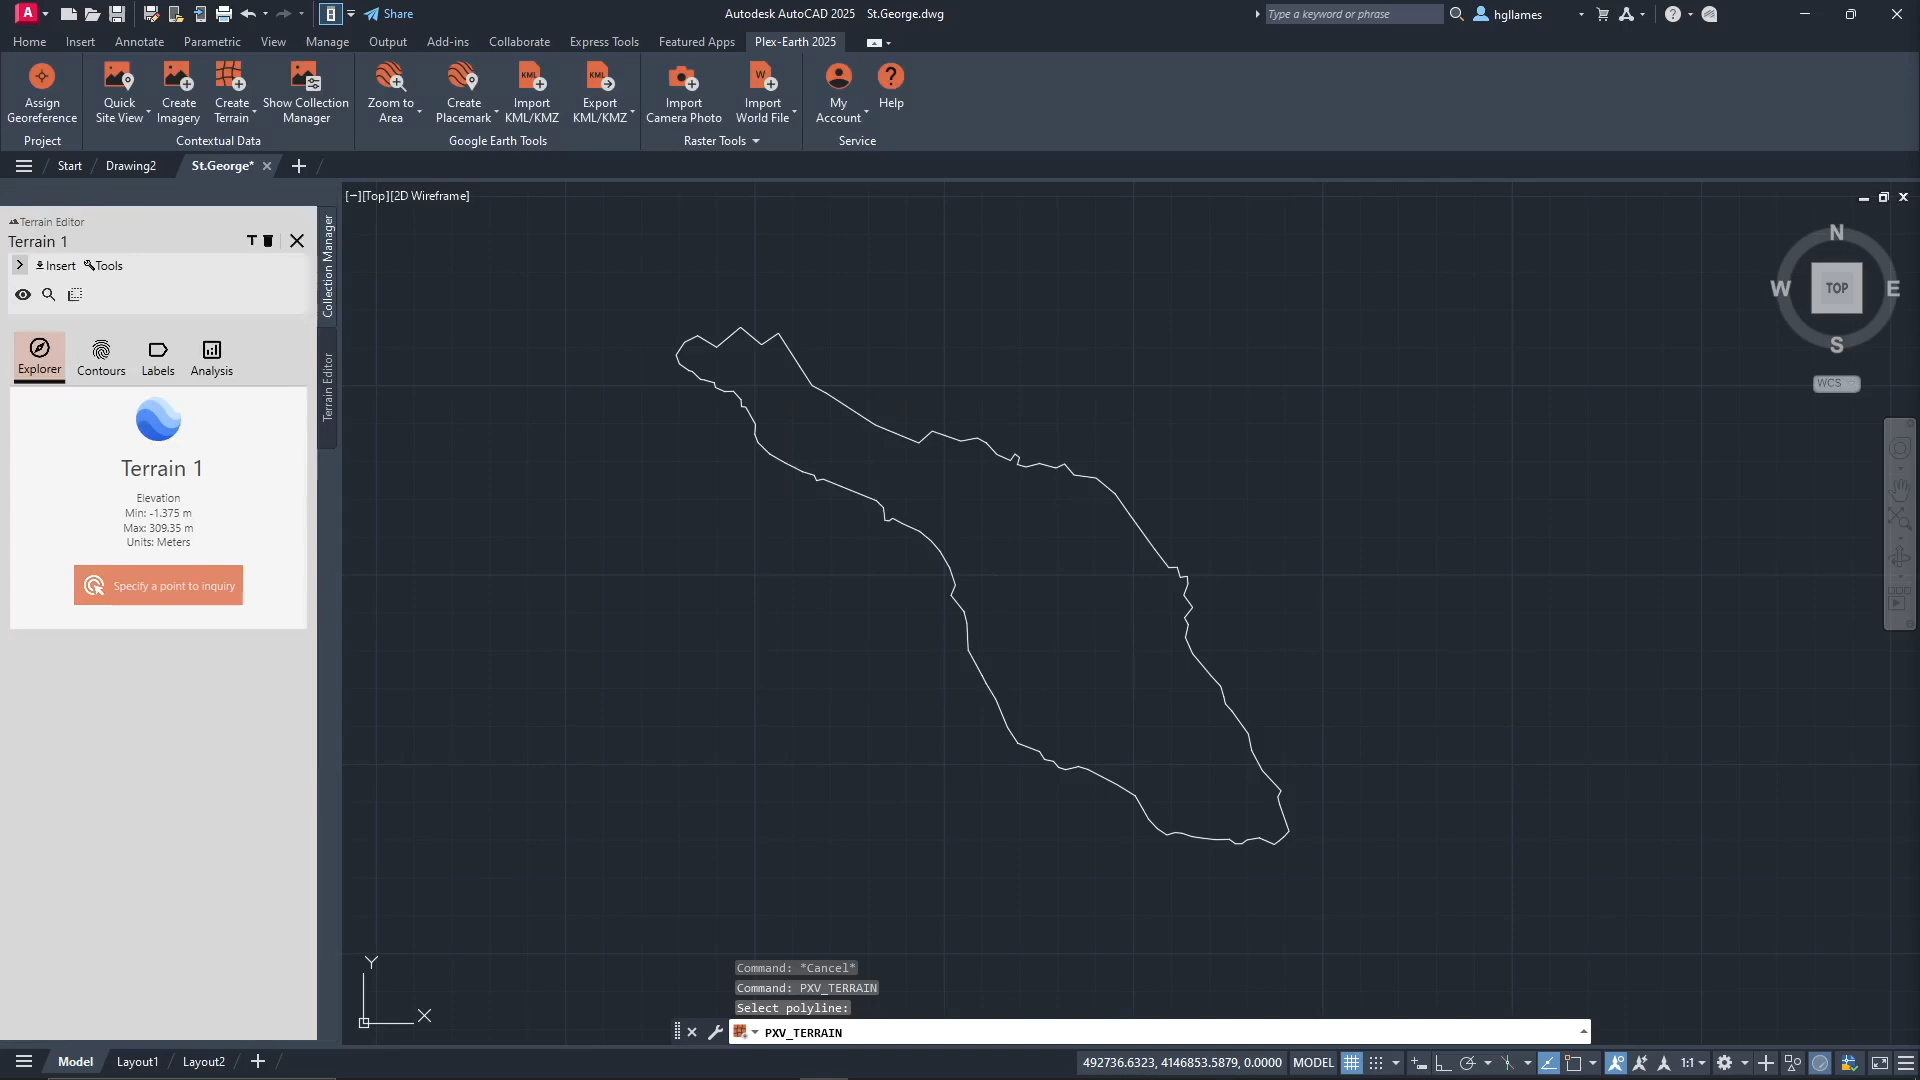 A Share Autodesk AutoCAD 2025 St.George.dwg Type a keyword or phrase hgllames
Home Insert Annotate Parametric View Manage Output Add-ins Collaborate Express Tools Featured Apps Plex-Earth 2025
Assign Georeference
Quick Site View
Create Imagery
Create Terrain
Show Collection Manager
Zoom to Area
Create Placemark
KML Import KML/KMZ
KML Export KML/KMZ
Import Camera Photo
W Import World File
My Account
? Help
Project Contextual Data Google Earth Tools Raster Tools Service
Start Drawing2 St.George*
[−][Top][2D Wireframe]
Terrain Editor
Terrain 1
Insert Tools
Explorer Contours Labels Analysis
Terrain 1
Elevation
Min: -1.375 m
Max: 309.35 m
Units: Meters
Specify a point to inquiry
Collection Manager
Terrain Editor
N
W TOP E
S
WCS
Y
X
Command: *Cancel*
Command: PXV_TERRAIN
Select polyline:
PXV_TERRAIN
Model Layout1 Layout2 492736.6323, 4146853.5879, 0.0000 MODEL 1:1